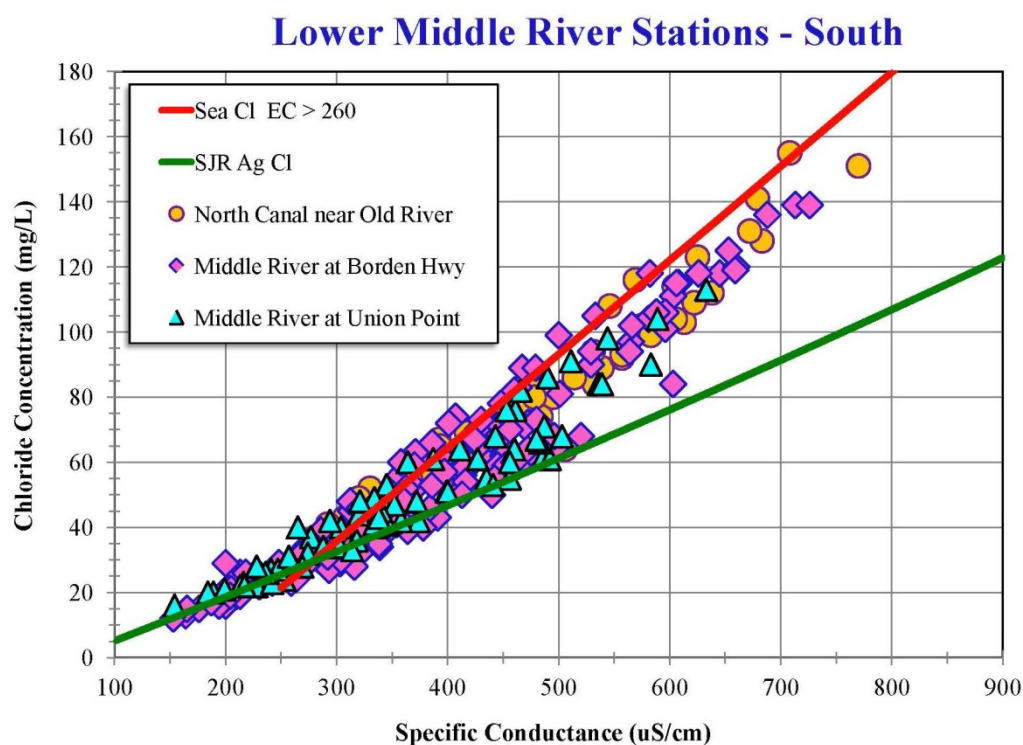 Lower Middle River Stations - South
180
160
140
120
100
80
60
40
20
0
Chloride Concentration (mg/L)
Sea Cl EC > 260
SJR Ag Cl
North Canal near Old River
Middle River at Borden Hwy
Middle River at Union Point
100 200 300 400 500 600 700 800 900
Specific Conductance (uS/cm)